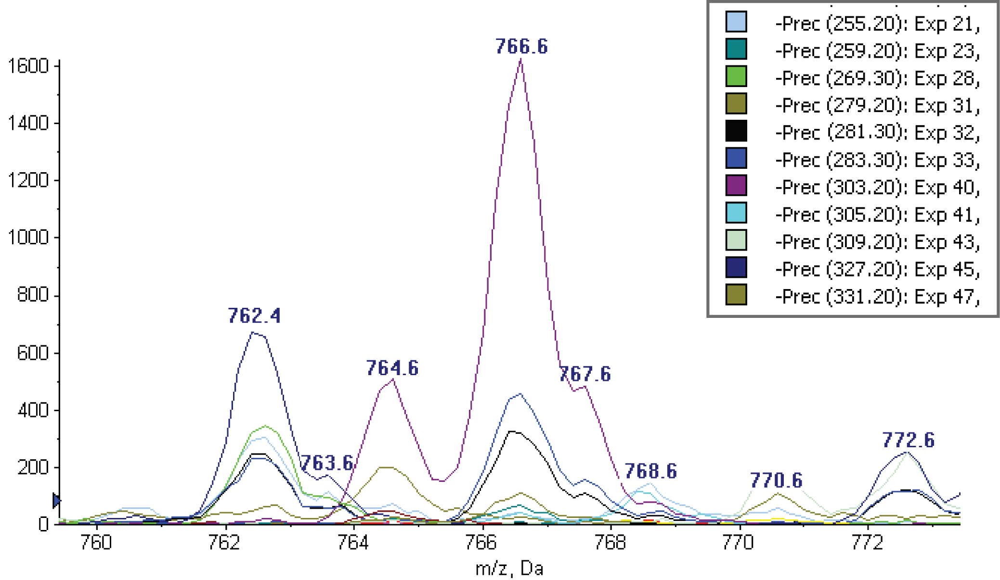 -Prec (255.20): Exp 21,
-Prec (259.20): Exp 23,
-Prec (269.30): Exp 28,
-Prec (279.20): Exp 31,
-Prec (281.30): Exp 32,
-Prec (283.30): Exp 33,
-Prec (303.20): Exp 40,
-Prec (305.20): Exp 41,
-Prec (309.20): Exp 43,
-Prec (327.20): Exp 45,
-Prec (331.20): Exp 47,
766.6
1600
1400
1200
1000
800
762.4
600
764.6
767.6
400
772.6
763.6
200
768.6
770.6
0
760 762 764 766 768 770 772
m/z, Da